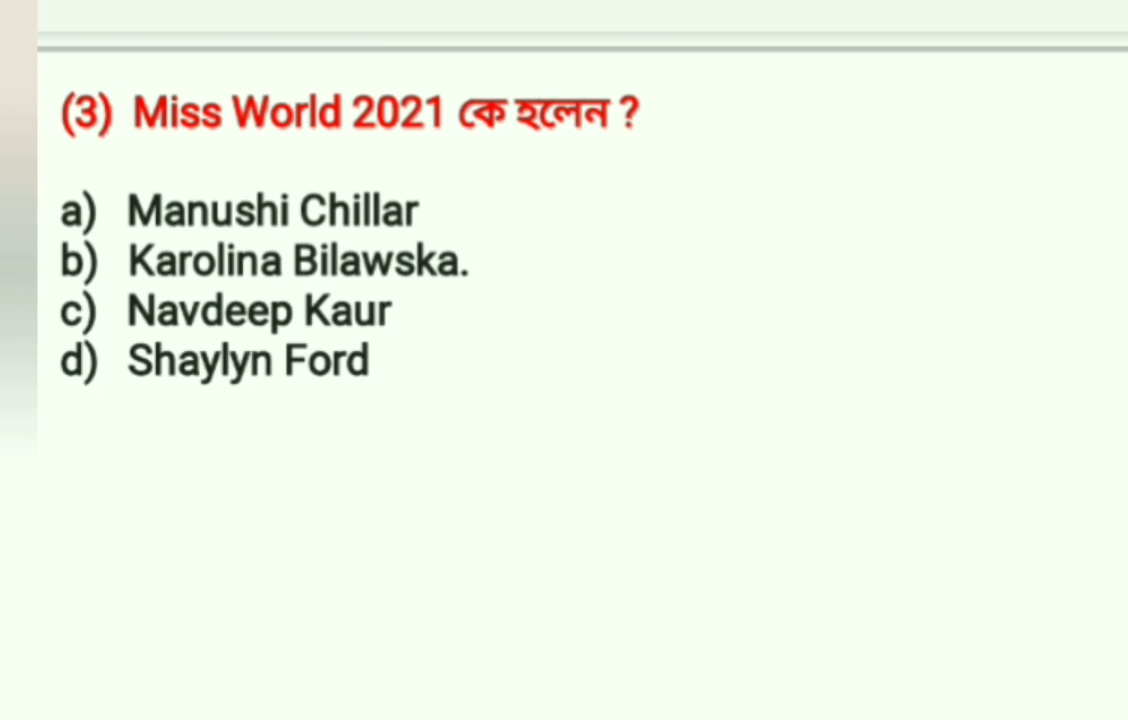 (3) Miss World 2021 কে হলেন ?
a) Manushi Chillar
b) Karolina Bilawska.
c) Navdeep Kaur
d) Shaylyn Ford